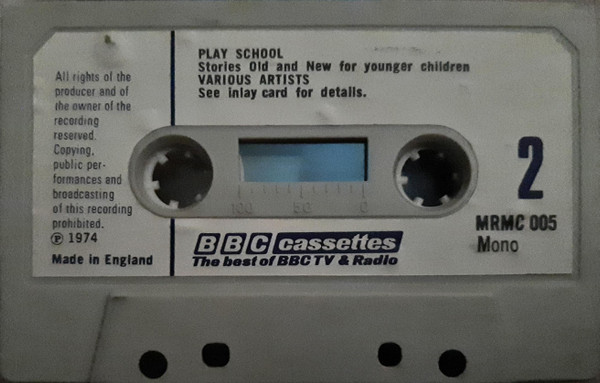 PLAY SCHOOL
Stories Old and New for younger children
VARIOUS ARTISTS
See inlay card for details.
All rights of the
producer and of
the owner of the
recording
reserved.
Copying,
public per-
formances and
broadcasting
of this recording
prohibited.
Ⓟ 1974
Made in England
100 50 0
2
MRMC 005
Mono
BBC cassettes
The best of BBC TV & Radio